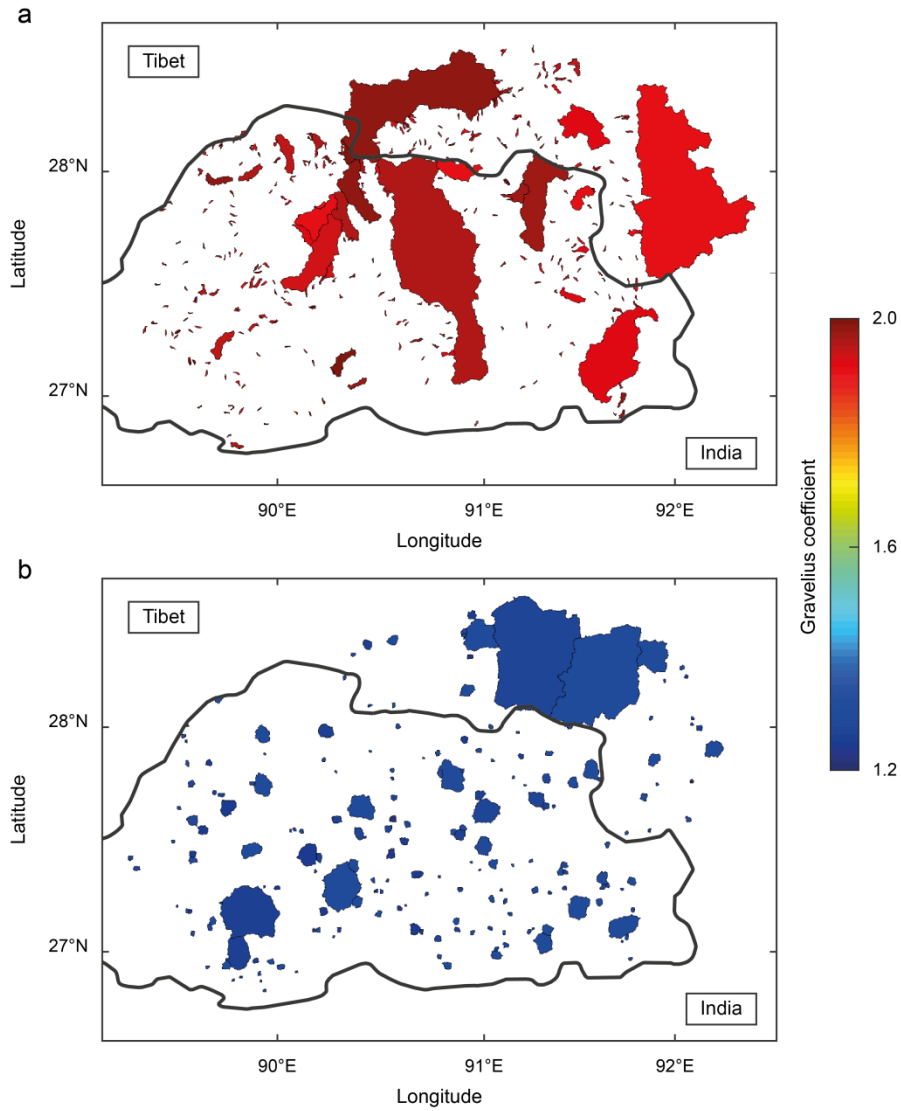 a
Tibet
28°N
Latitude
27°N
India
90°E
91°E
92°E
Longitude
2.0
Gravelius coefficient
1.6
1.2
b
Tibet
28°N
Latitude
27°N
India
90°E
91°E
92°E
Longitude